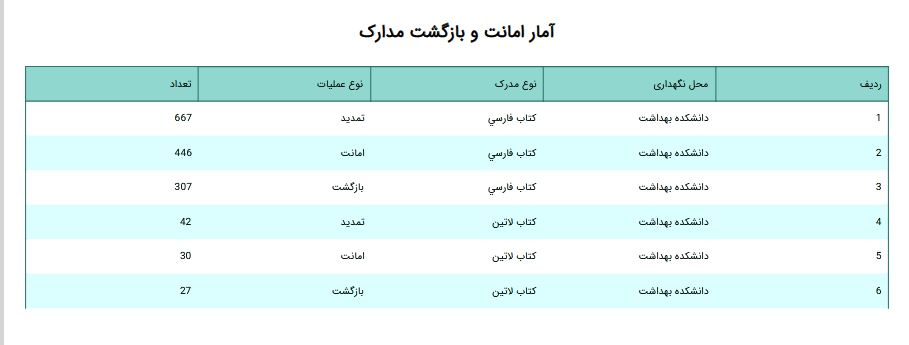 آمار امانت و بازگشت مدارک
ردیف محل نگهداری نوع مدرک نوع عملیات تعداد
1 دانشکده بهداشت کتاب فارسي تمدید 667
2 دانشکده بهداشت کتاب فارسي امانت 446
3 دانشکده بهداشت کتاب فارسي بازگشت 307
4 دانشکده بهداشت کتاب لاتین تمدید 42
5 دانشکده بهداشت کتاب لاتین امانت 30
6 دانشکده بهداشت کتاب لاتین بازگشت 27